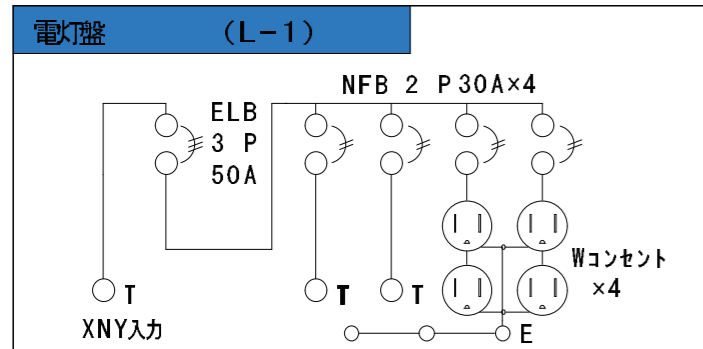 電灯盤 (L-1)
NFB 2 P30A×4
ELB
3 P
50A
Wコンセント
×4
T
T
T
XNY入力
E